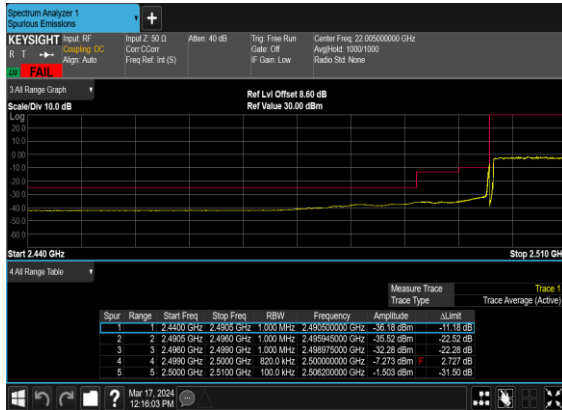 Spectrum Analyzer 1
Spurious Emissions
+
KEYSIGHT Input: RF Input Z: 50 Ω Atten: 40 dB Trig: Free Run Center Freq: 22.005000000 GHz
R T Coupling: DC Corr CCorr Gate: Off Avg|Hold: 1000/1000
Align: Auto Freq Ref: Int (S) IF Gain: Low Radio Std: None
FAIL
3 All Range Graph
Ref Lvl Offset 8.60 dB
Scale/Div 10.0 dB Ref Value 30.00 dBm
Log
20.0
10.0
0.00
-10.0
-20.0
-30.0
-40.0
-50.0
-60.0
Start 2.440 GHz Stop 2.510 GH
4 All Range Table
Measure Trace Trace 1
Trace Type Trace Average (Active)
Spur Range Start Freq Stop Freq RBW Frequency Amplitude ΔLimit
1 1 2.4400 GHz 2.4905 GHz 1.000 MHz 2.490500000 GHz -36.18 dBm -11.18 dB
2 2 2.4905 GHz 2.4960 GHz 1.000 MHz 2.495945000 GHz -35.52 dBm -22.52 dB
3 3 2.4960 GHz 2.4990 GHz 1.000 MHz 2.498975000 GHz -32.28 dBm -22.28 dB
4 4 2.4990 GHz 2.5000 GHz 820.0 kHz 2.500000000 GHz -7.273 dBm F 2.727 dB
5 5 2.5000 GHz 2.5100 GHz 100.0 kHz 2.506200000 GHz -1.503 dBm -31.50 dB
? Mar 17, 2024
12:16:03 PM